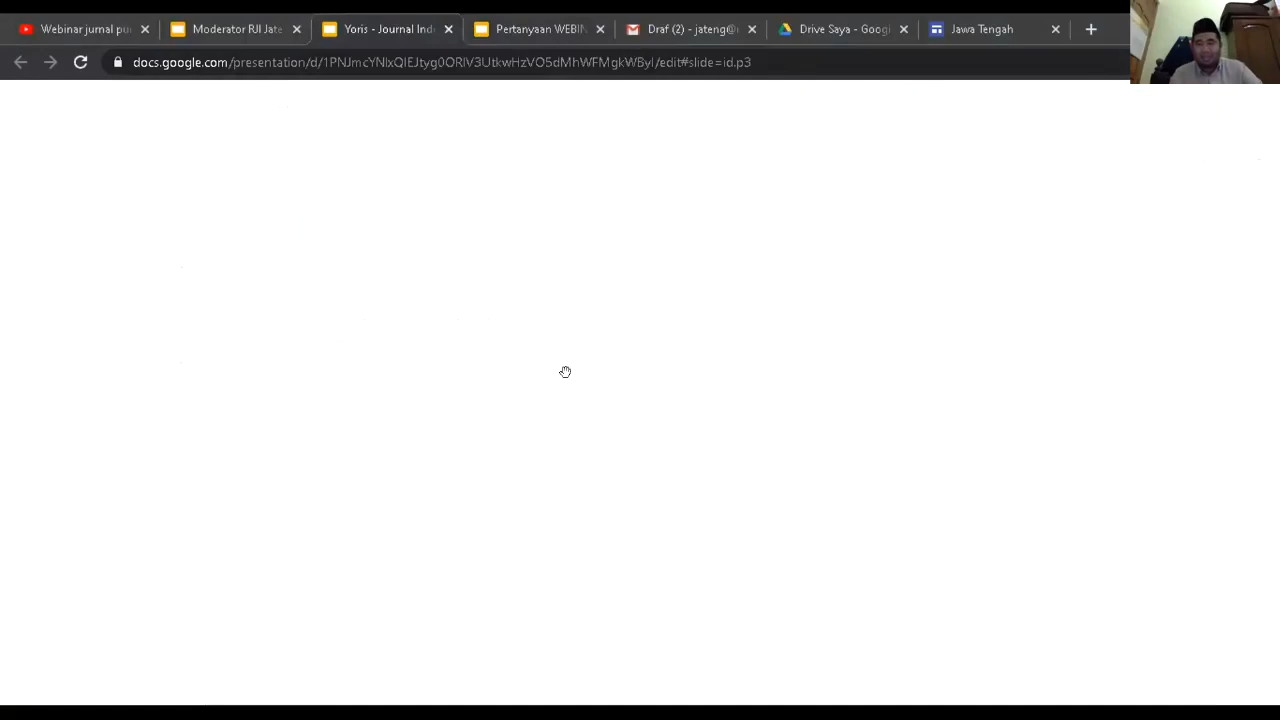 Webinar jurnal pu
Moderator RJI Jate
Yoris - Journal Ind
Pertanyaan WEBIN
Draf (2) - jateng@
Drive Saya - Googl
Jawa Tengah
docs.google.com/presentation/d/
/edit#slide=id.p3